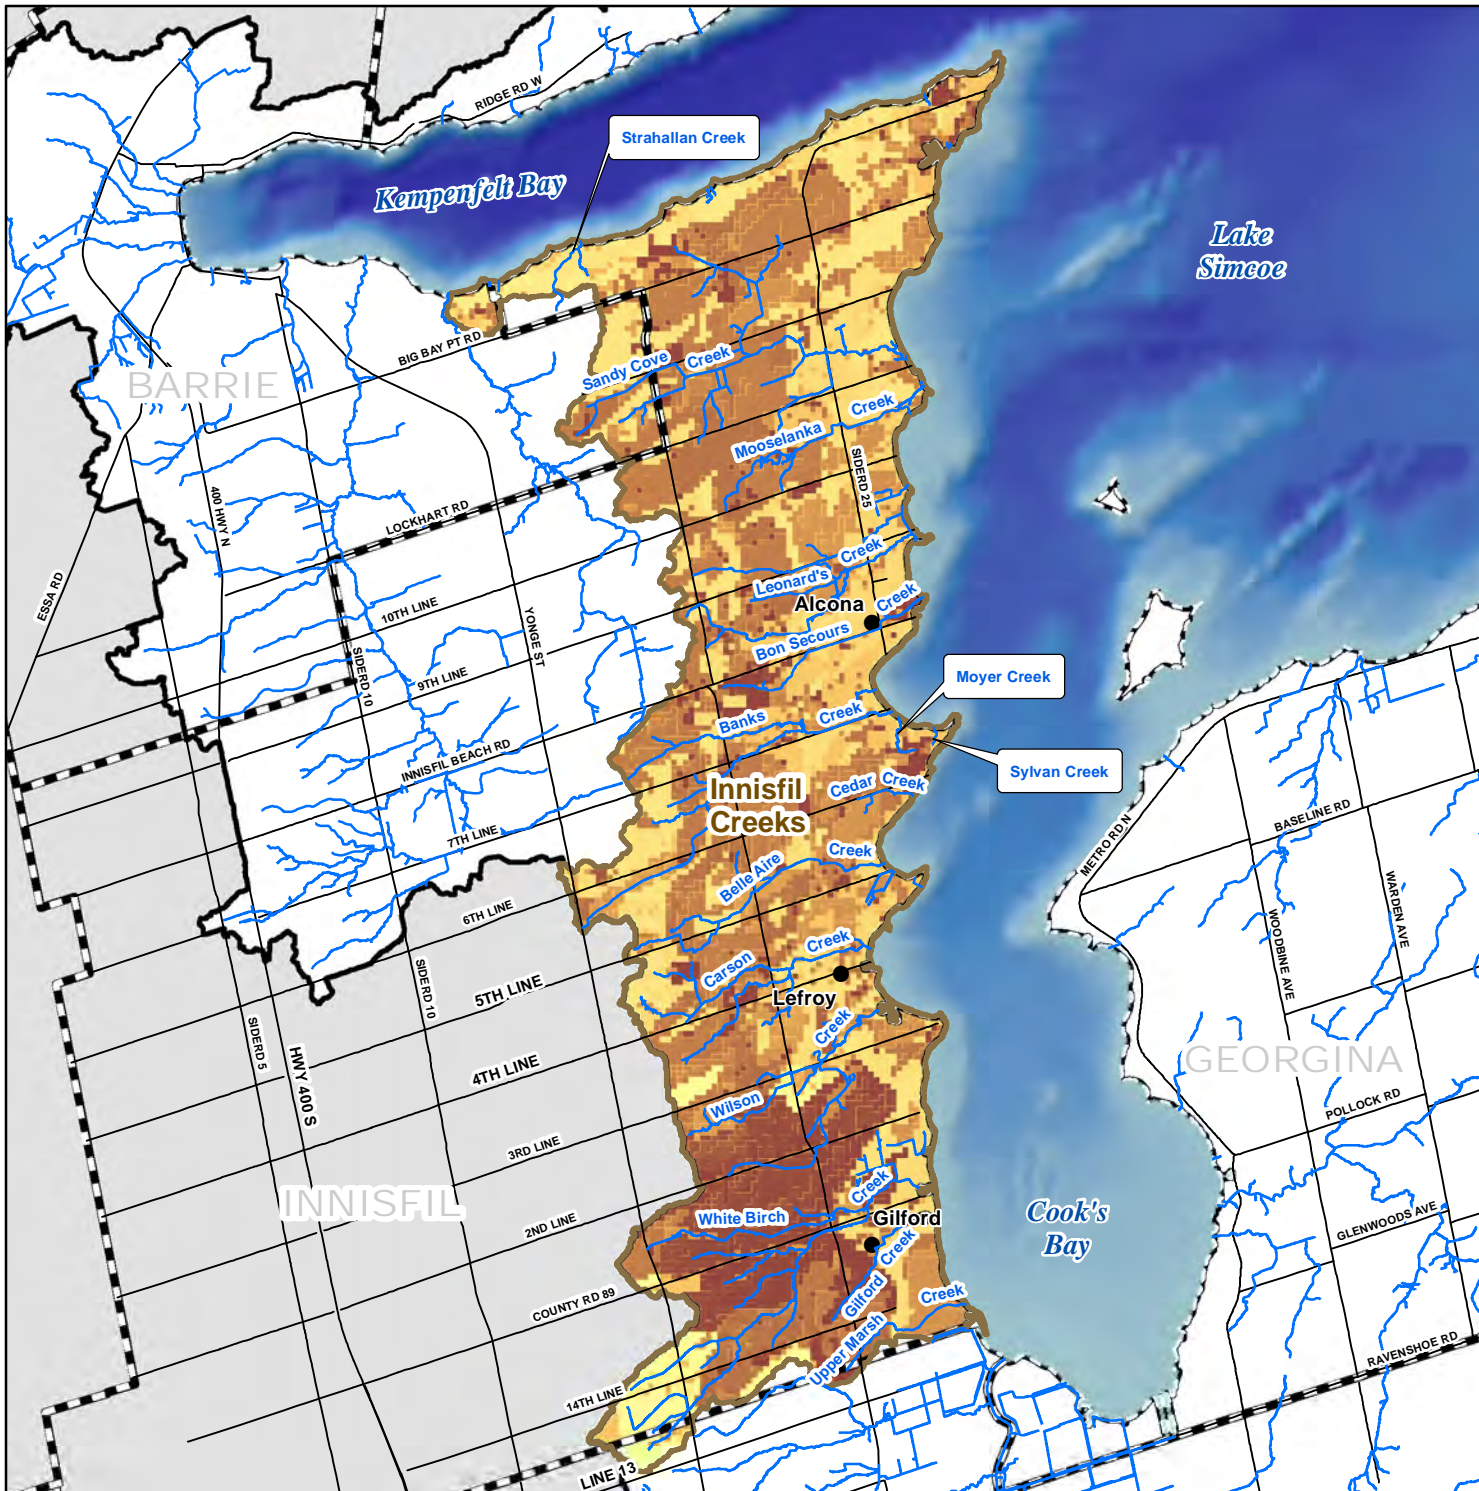 RIDGE RD W
Strahallan Creek
Kempenfelt Bay
Lake
Simcoe
BIG BAY PT RD
BARRIE
Sandy Cove Creek
Mooselanka Creek
SIDERD 25
400 HWY N
LOCKHART RD
ESSA RD
10TH LINE
YONGE ST
Leonard's Creek
Alcona
Bon Secours Creek
SIDERD 10
9TH LINE
Moyer Creek
Banks Creek
INNISFIL BEACH RD
Sylvan Creek
Innisfil
Creeks
Cedar Creek
7TH LINE
METRO RD N
BASELINE RD
Belle Aire Creek
WARDEN AVE
WOODBINE AVE
6TH LINE
Carson Creek
5TH LINE
SIDERD 10
Lefroy
SIDERD 5
HWY 400 S
4TH LINE
Creek
GEORGINA
Wilson
POLLOCK RD
3RD LINE
INNISFIL
2ND LINE
White Birch Creek
Gilford
Cook's
Bay
GLENWOODS AVE
COUNTY RD 89
Gilford Creek
Upper Marsh Creek
RAVENSHOE RD
14TH LINE
LINE 13